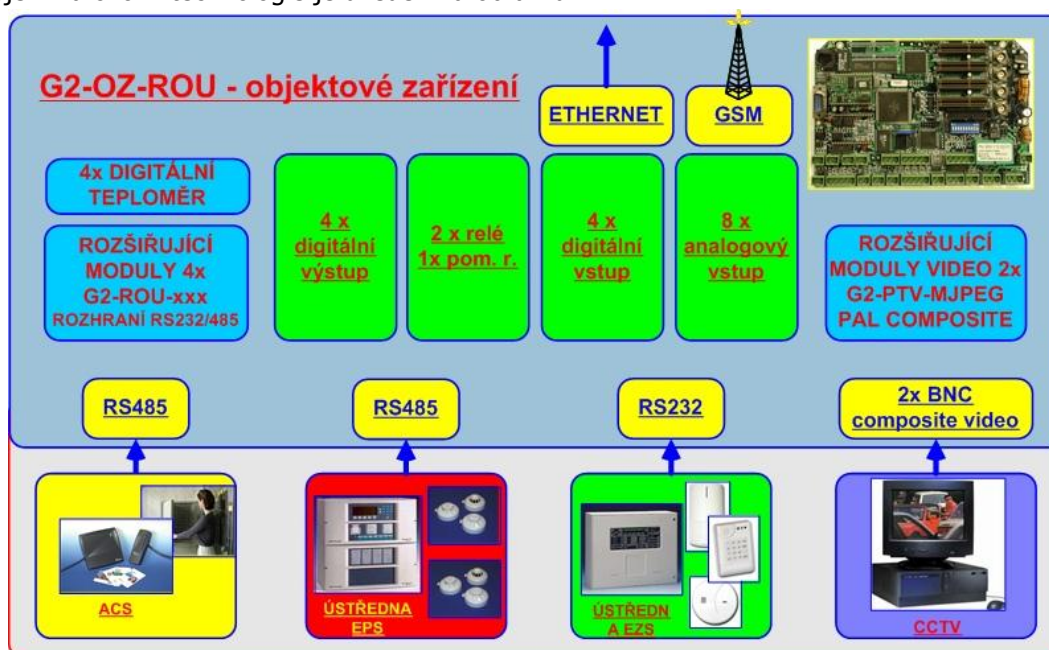 G2-OZ-ROU - objektové zařízení
ETHERNET
GSM
4X DIGITÁLNÍ
TEPLOMĚR
ROZŠIŘUJÍCÍ
MODULY 4x
G2-ROU-xxx
ROZHRANÍ RS232/485
4 x
digitální
výstup
2 x relé
1x pom. r.
4 x
digitální
vstup
8 x
analogový
vstup
ROZŠIŘUJÍCÍ
MODULY VIDEO 2x
G2-PTV-MJPEG
PAL COMPOSITE
RS485
RS485
RS232
2x BNC
composite video
ACS
ÚSTŘEDNA
EPS
ÚSTŘEDN
A EZS
CCTV